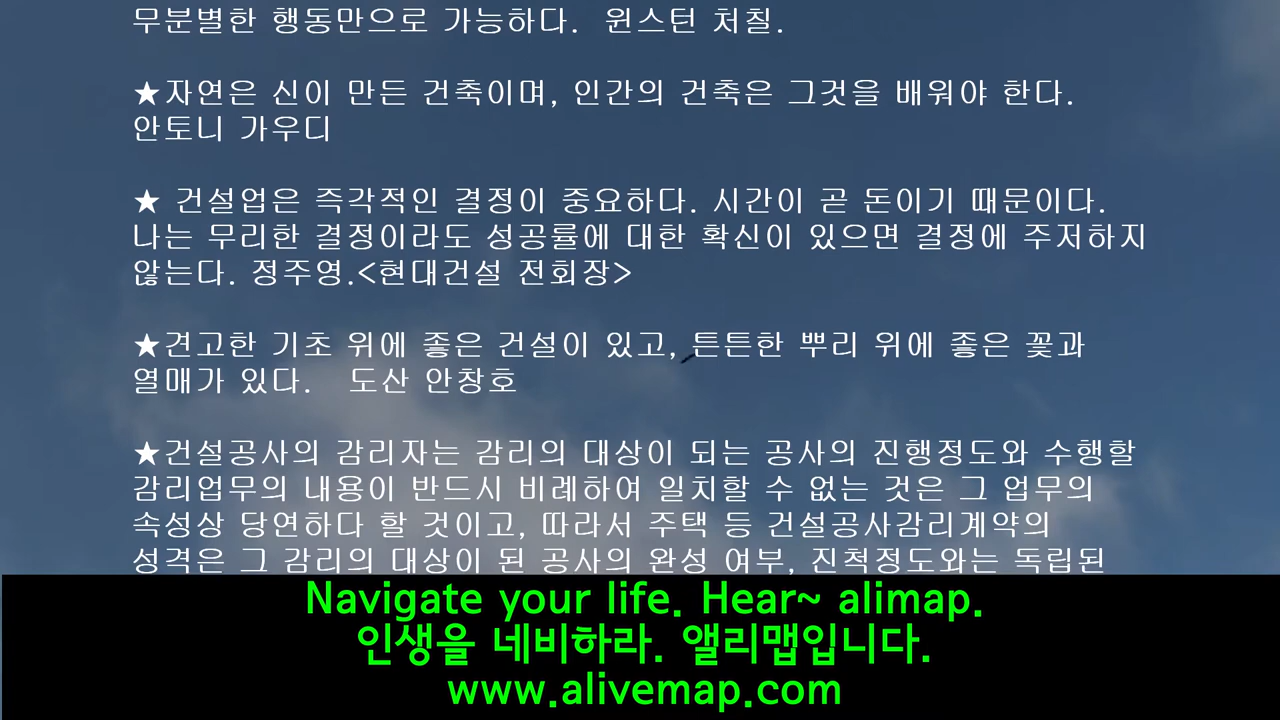 무분별한 행동만으로 가능하다. 윈스턴 처칠.
★자연은 신이 만든 건축이며, 인간의 건축은 그것을 배워야 한다.
안토니 가우디
★ 건설업은 즉각적인 결정이 중요하다. 시간이 곧 돈이기 때문이다.
나는 무리한 결정이라도 성공률에 대한 확신이 있으면 결정에 주저하지
않는다. 정주영.<현대건설 전회장>
★견고한 기초 위에 좋은 건설이 있고, 튼튼한 뿌리 위에 좋은 꽃과
열매가 있다. 도산 안창호
★건설공사의 감리자는 감리의 대상이 되는 공사의 진행정도와 수행할
감리업무의 내용이 반드시 비례하여 일치할 수 없는 것은 그 업무의
속성상 당연하다 할 것이고, 따라서 주택 등 건설공사감리계약의
성격은 그 감리의 대상이 된 공사의 완성 여부, 진척정도와는 독립된
Navigate your life. Hear~ alimap.
인생을 네비하라. 앨리맵입니다.
www.alivemap.com